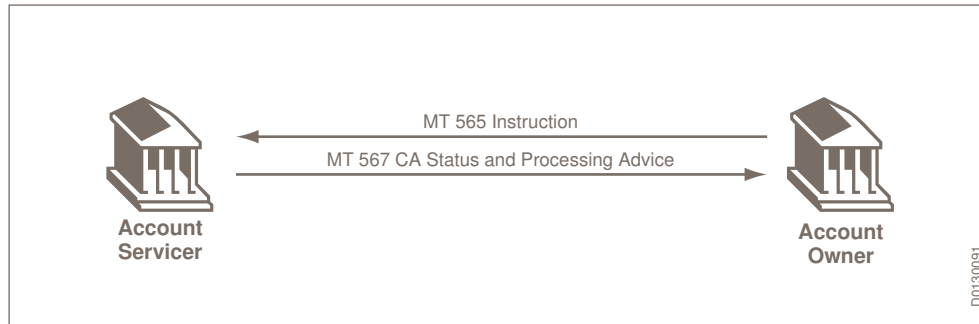 MT 565 Instruction
MT 567 CA Status and Processing Advice
Account
Servicer
Account
Owner
D0130091